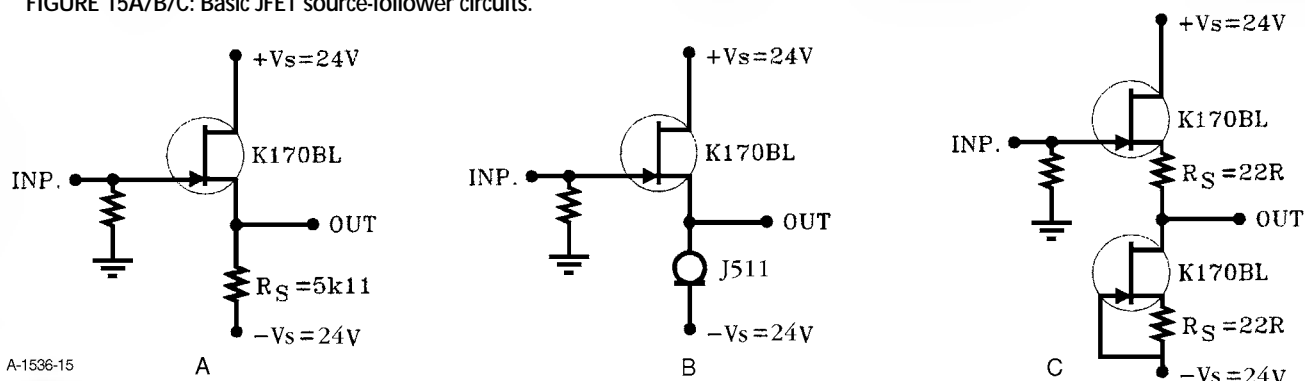 FIGURE 15A/B/C: Basic JFET source-follower circuits.
+Vs=24V
K170BL
INP.
OUT
RS=5k11
-Vs=24V
A
+Vs=24V
K170BL
INP.
OUT
J511
-Vs=24V
B
+Vs=24V
K170BL
INP.
RS=22R
OUT
K170BL
RS=22R
-Vs=24V
C
A-1536-15